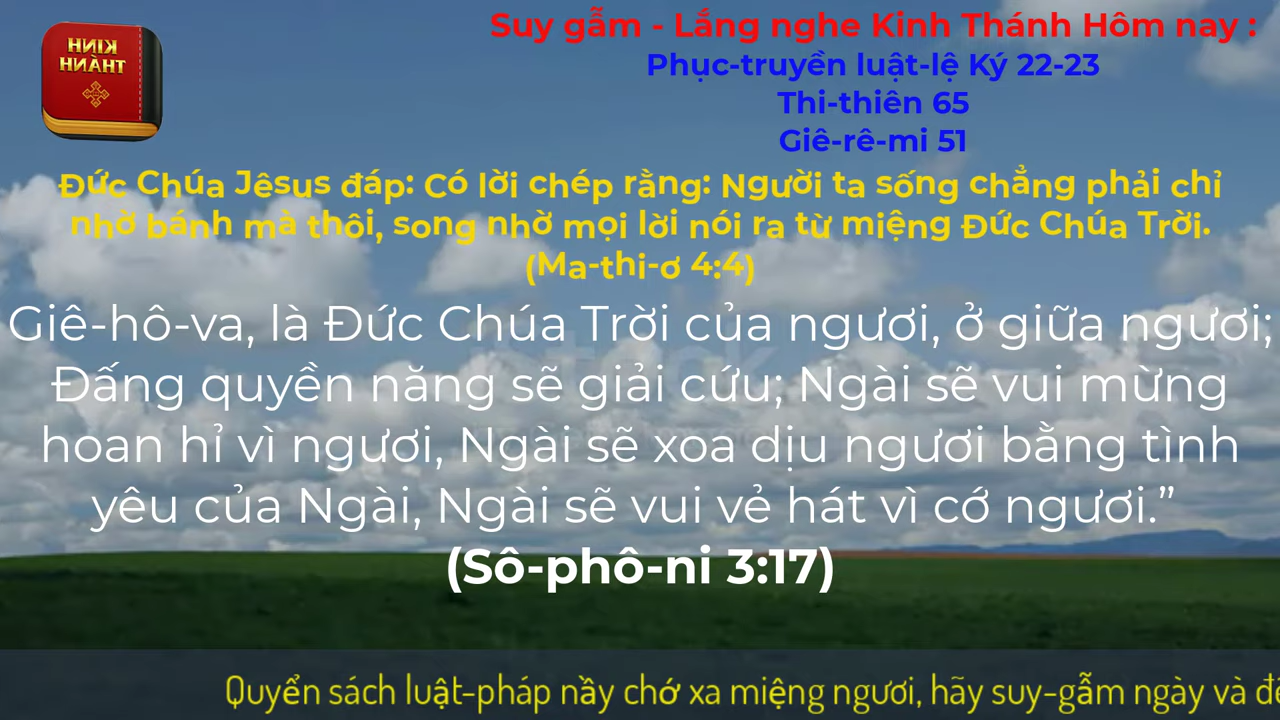 KINH
THÁNH
Suy gẫm - Lắng nghe Kinh Thánh Hôm nay :
Phục-truyền luật-lệ Ký 22-23
Thi-thiên 65
Giê-rê-mi 51
Đức Chúa Jêsus đáp: Có lời chép rằng: Người ta sống chẳng phải chỉ
nhờ bánh mà thôi, song nhờ mọi lời nói ra từ miệng Đức Chúa Trời.
(Ma-thi-ơ 4:4)
Giê-hô-va, là Đức Chúa Trời của ngươi, ở giữa ngươi;
Đấng quyền năng sẽ giải cứu; Ngài sẽ vui mừng
hoan hỉ vì ngươi, Ngài sẽ xoa dịu ngươi bằng tình
yêu của Ngài, Ngài sẽ vui vẻ hát vì cớ ngươi.”
(Sô-phô-ni 3:17)
Quyển sách luật-pháp nầy chớ xa miệng ngươi, hãy suy-gẫm ngày và